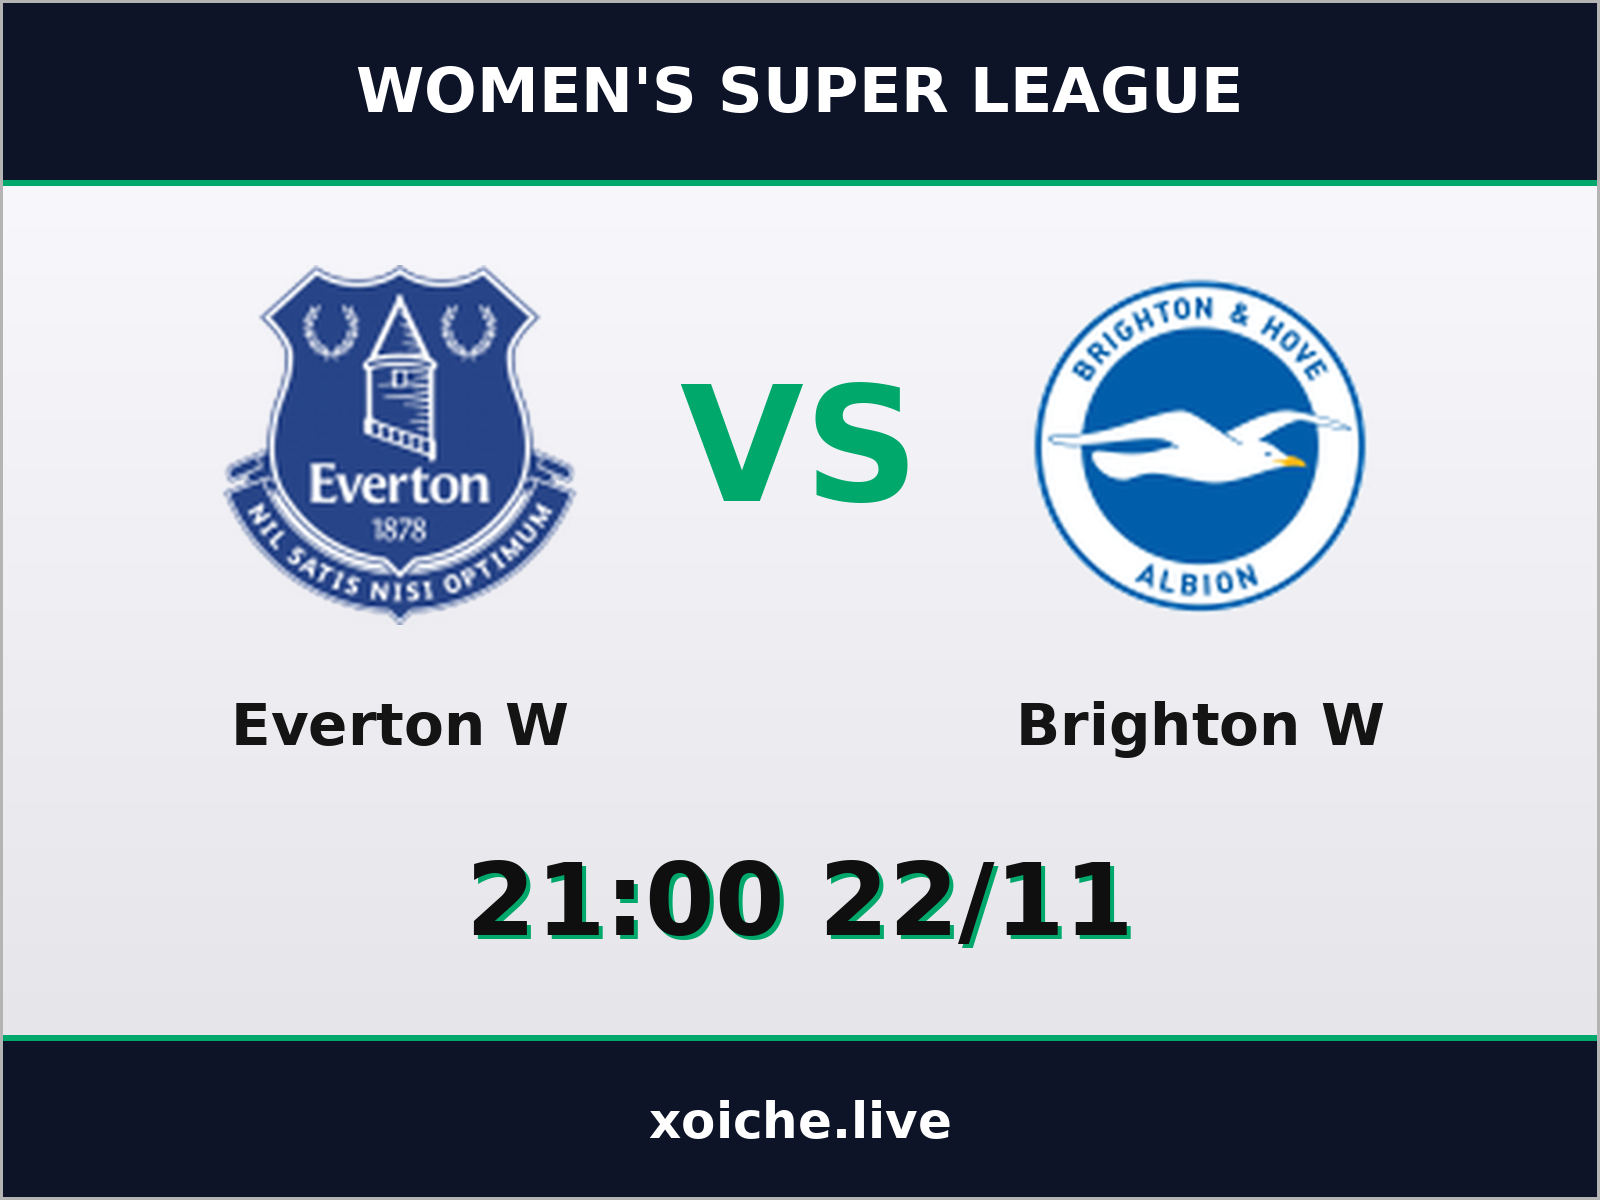 WOMEN'S SUPER LEAGUE
Everton
1878
NIL SATIS NISI OPTIMUM
VS
BRIGHTON & HOVE
ALBION
Everton W
Brighton W
21:00 22/11
xoiche.live